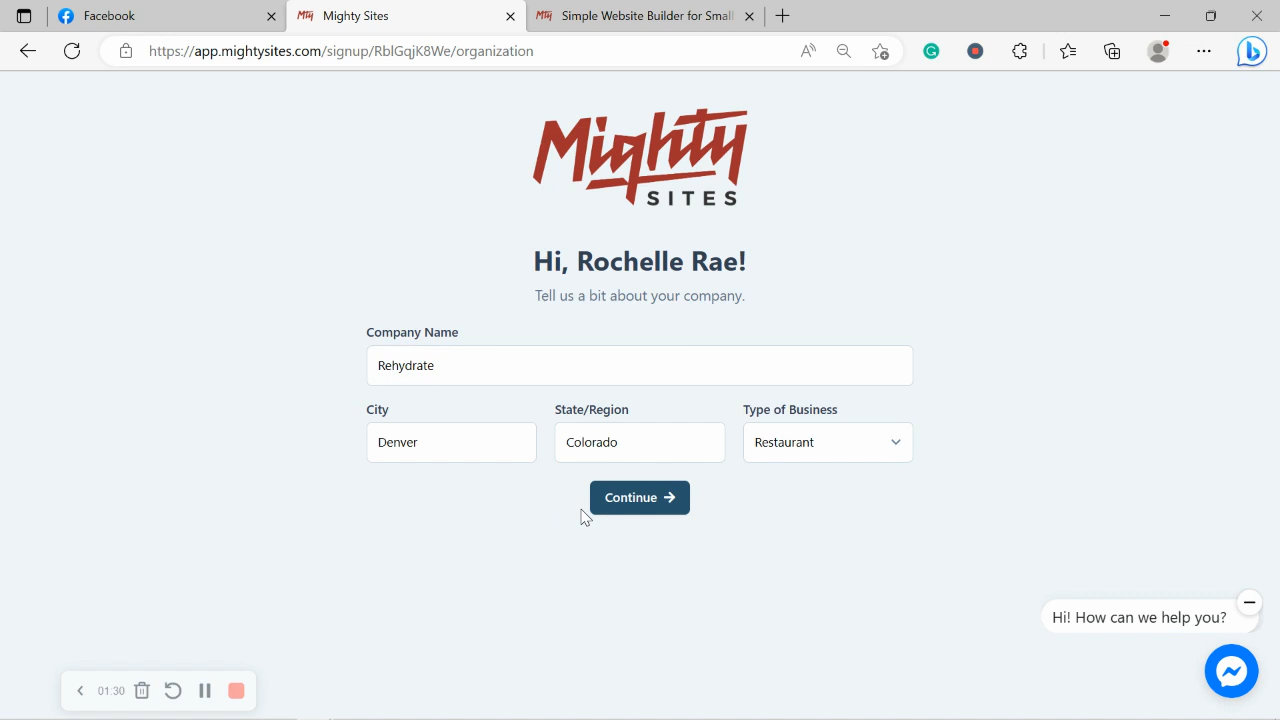 Facebook
Mighty Sites
Simple Website Builder for Small
https://app.mightysites.com/signup/RblGqjK8We/organization
Mighty
SITES
Hi, Rochelle Rae!
Tell us a bit about your company.
Company Name
Rehydrate
City
State/Region
Type of Business
Denver
Colorado
Restaurant
Continue →
Hi! How can we help you?
01:30